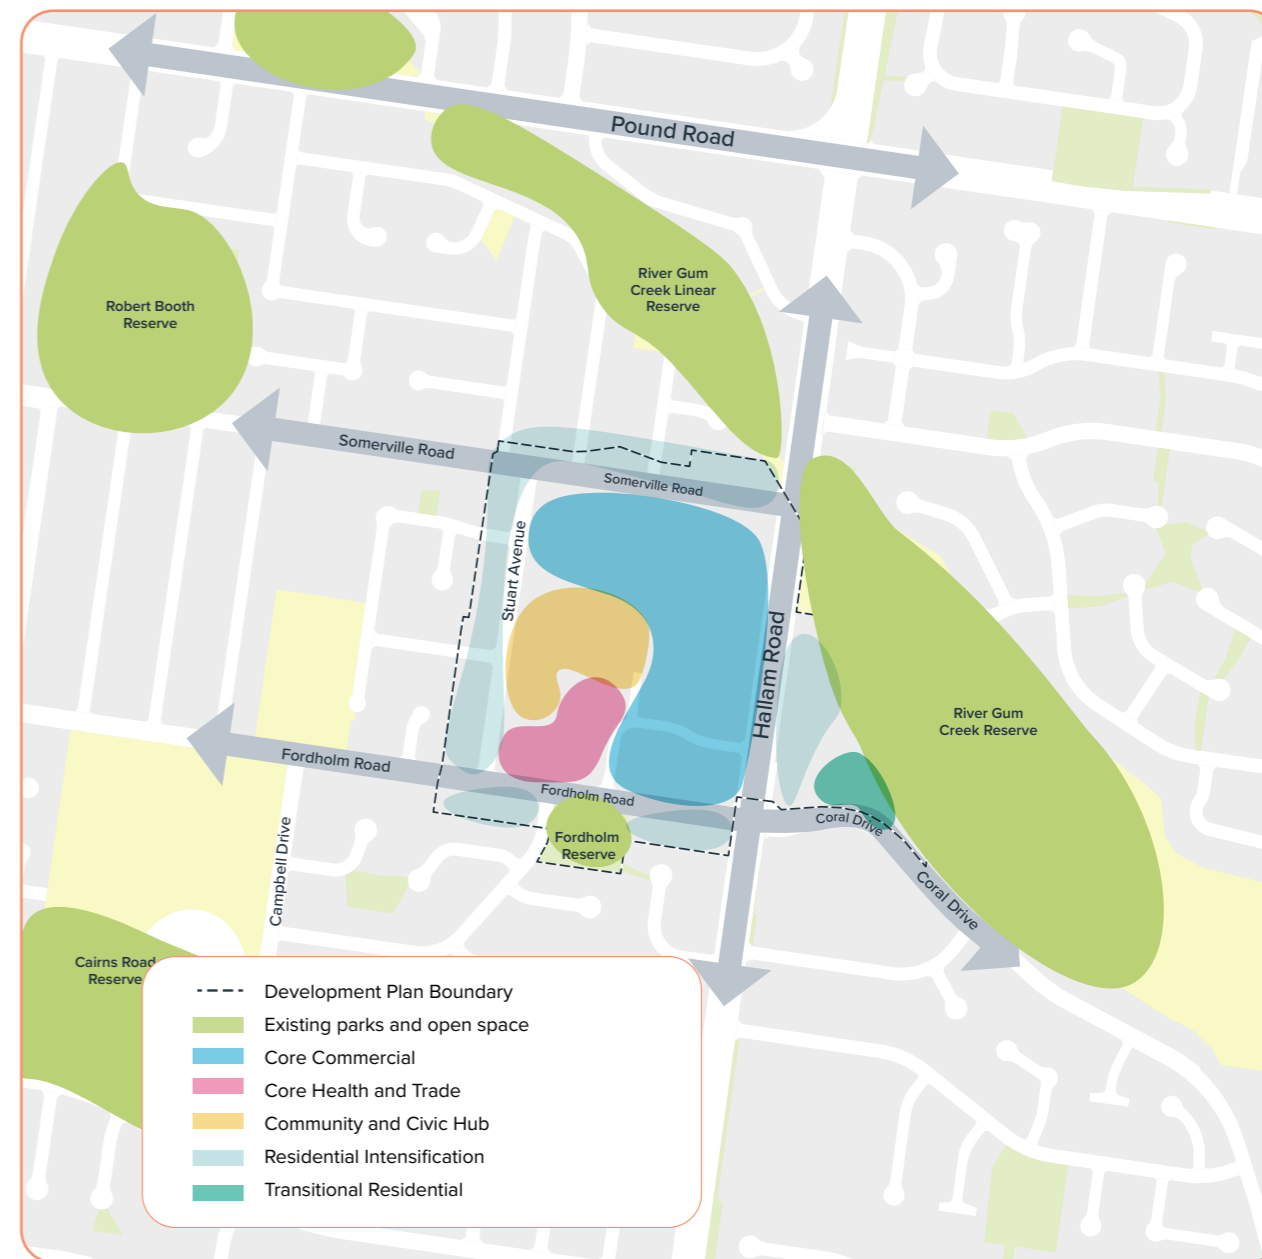 Pound Road
River Gum
Creek Linear
Reserve
Robert Booth
Reserve
Somerville Road
Somerville Road
Stuart Avenue
Hallam Road
River Gum
Creek Reserve
Fordholm Road
Fordholm Road
Coral Drive
Fordholm
Reserve
Campbell Drive
Coral Drive
Cairns Road
Reserve
Development Plan Boundary
Existing parks and open space
Core Commercial
Core Health and Trade
Community and Civic Hub
Residential Intensification
Transitional Residential